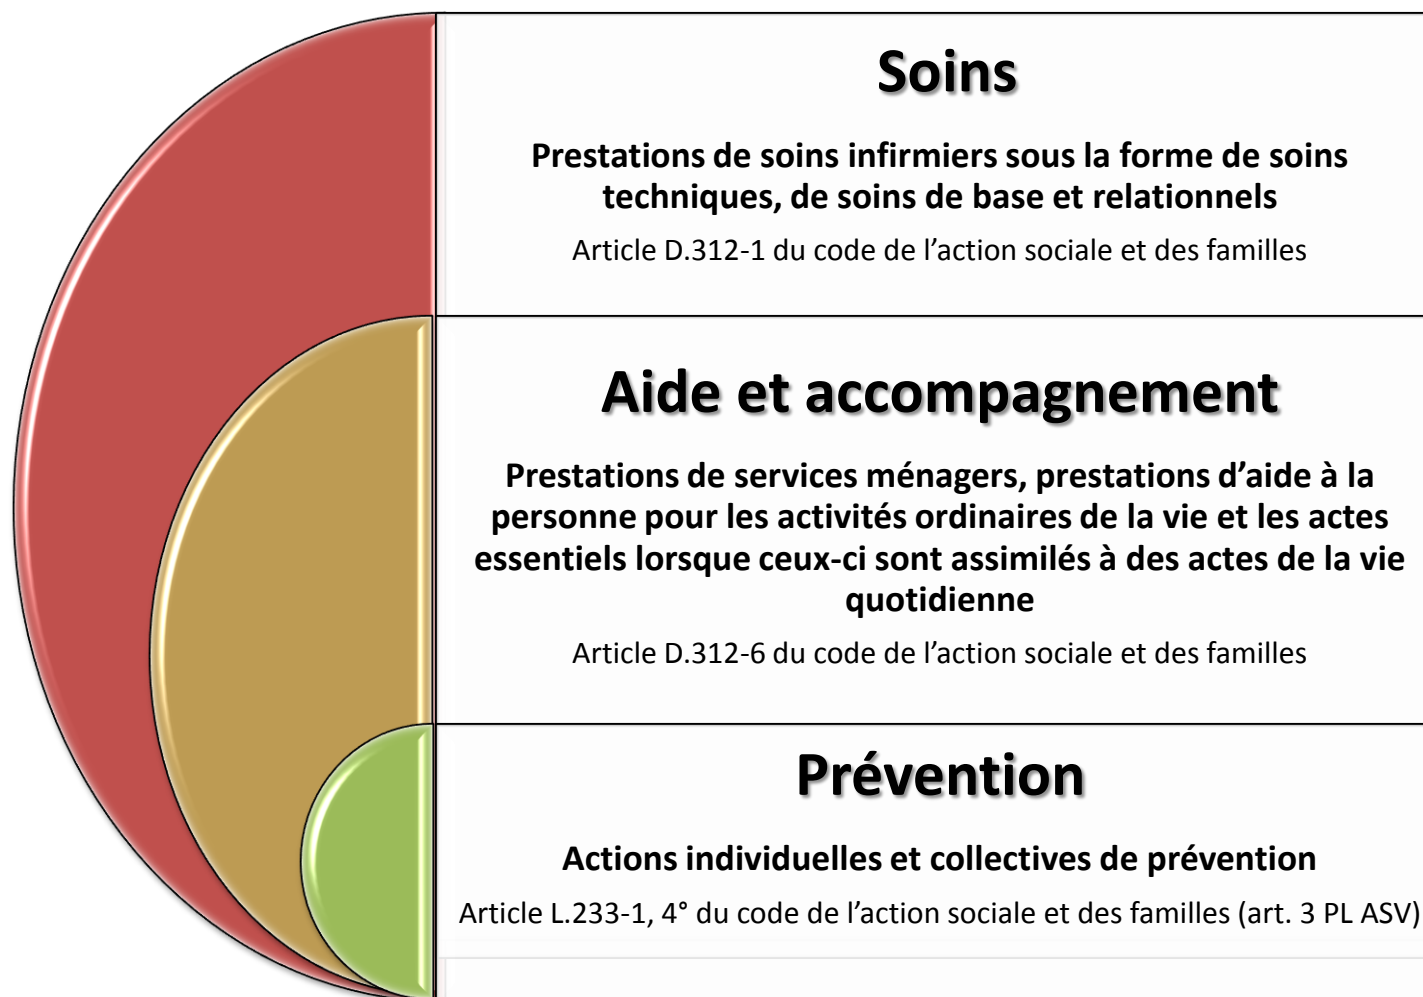 Soins
Prestations de soins infirmiers sous la forme de soins
techniques, de soins de base et relationnels
Article D.312-1 du code de l’action sociale et des familles
Aide et accompagnement
Prestations de services ménagers, prestations d’aide à la
personne pour les activités ordinaires de la vie et les actes
essentiels lorsque ceux-ci sont assimilés à des actes de la vie
quotidienne
Article D.312-6 du code de l’action sociale et des familles
Prévention
Actions individuelles et collectives de prévention
Article L.233-1, 4° du code de l’action sociale et des familles (art. 3 PL ASV)